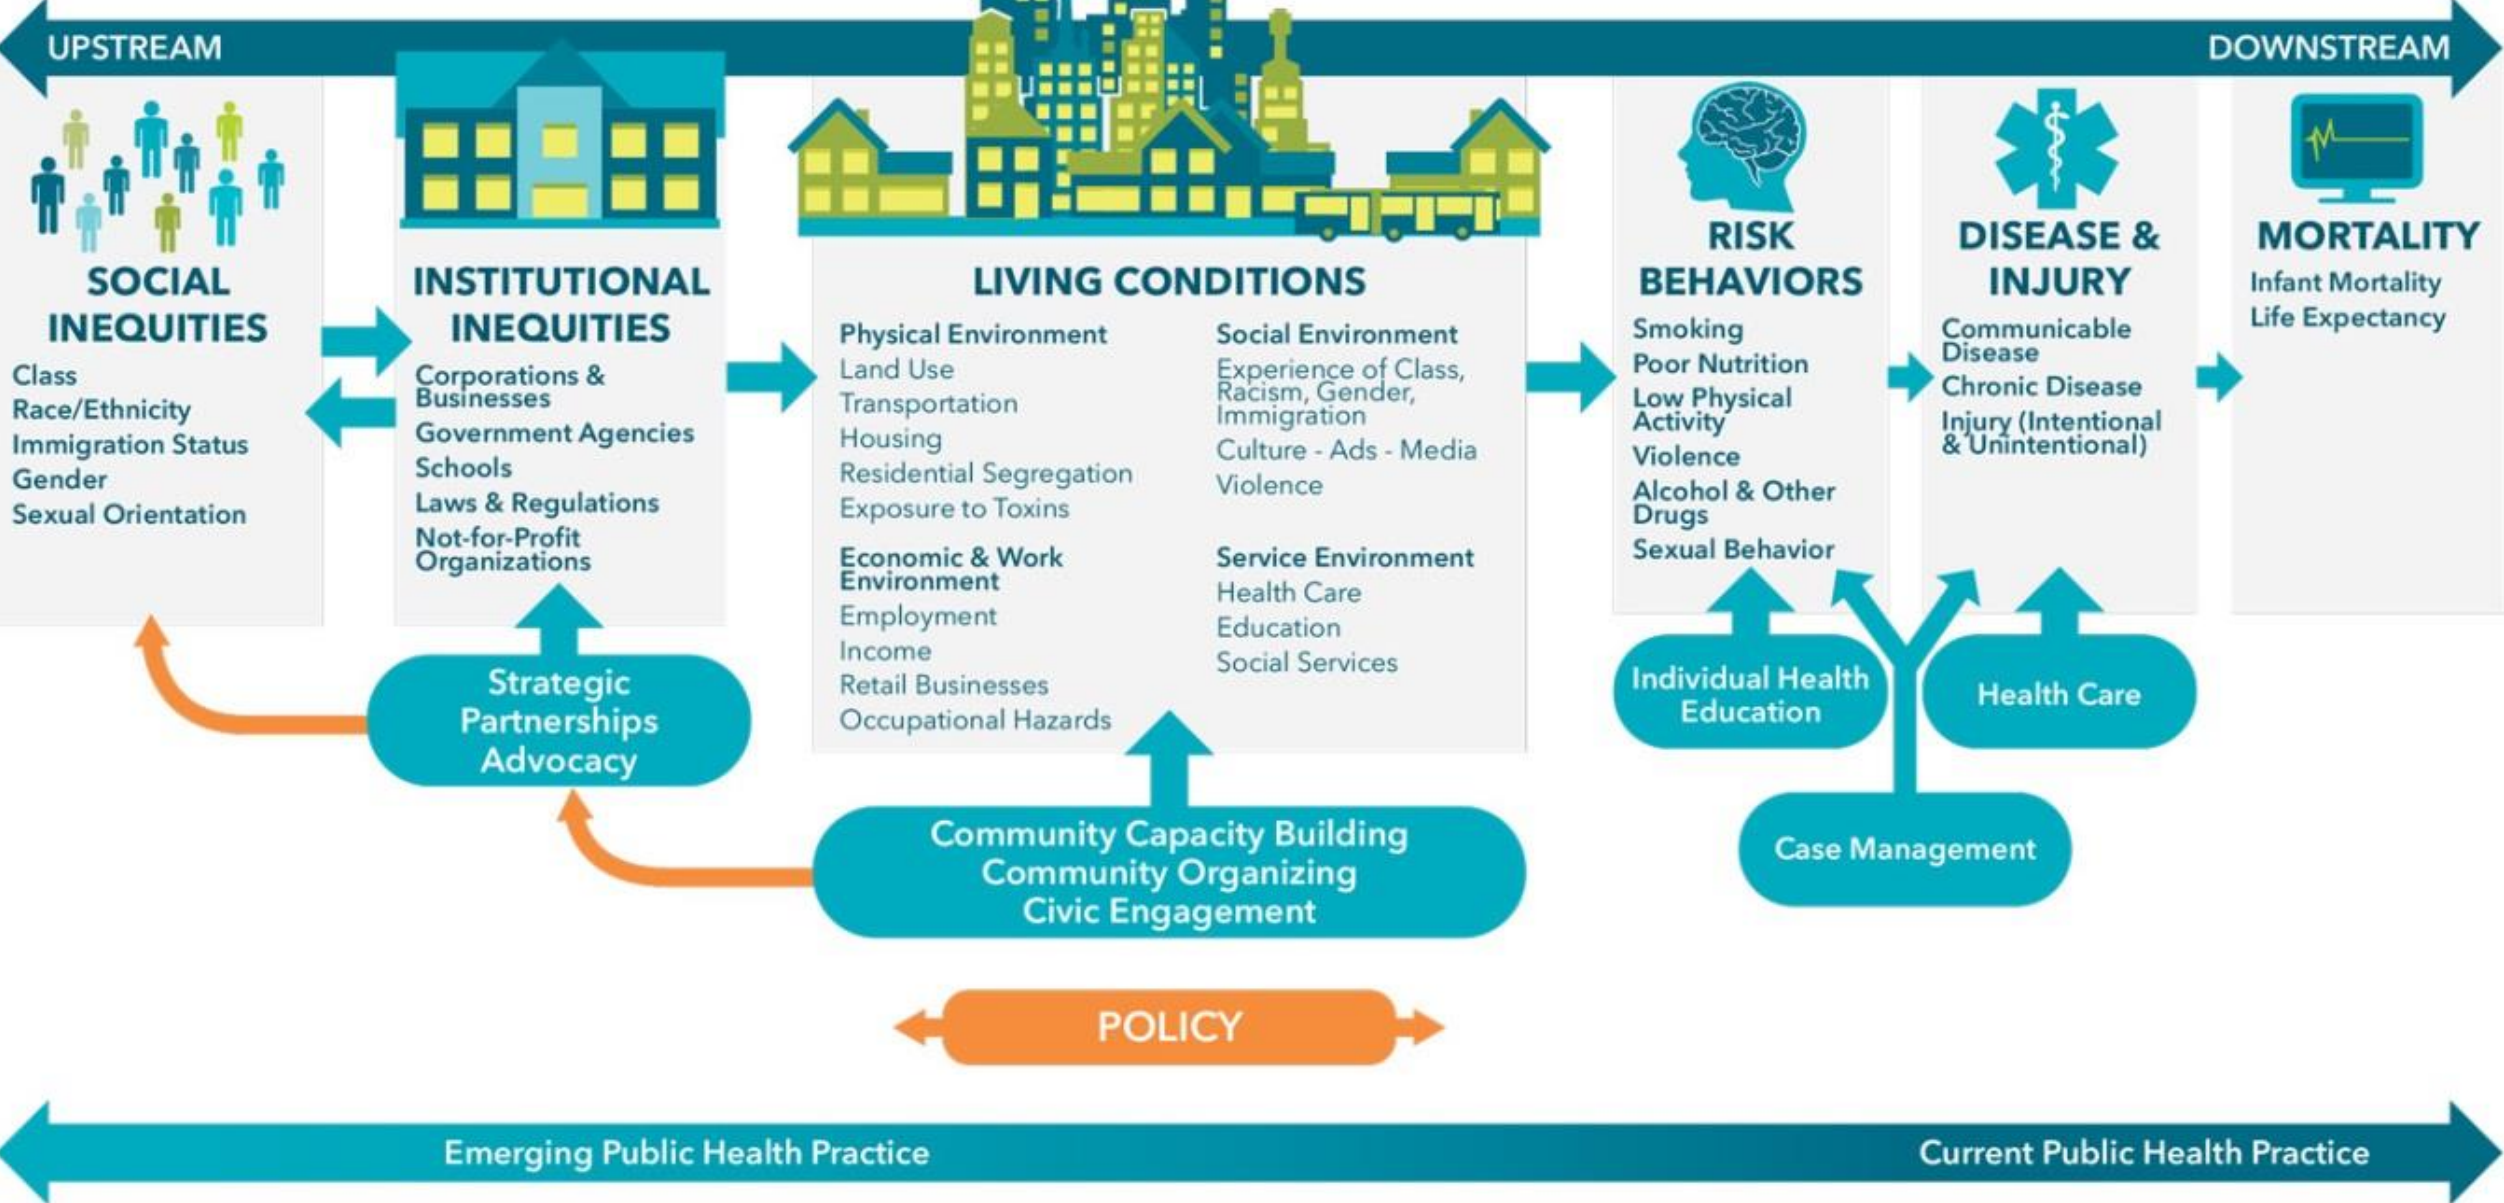 UPSTREAM
DOWNSTREAM
SOCIAL
INEQUITIES
Class
Race/Ethnicity
Immigration Status
Gender
Sexual Orientation
INSTITUTIONAL
INEQUITIES
Corporations &
Businesses
Government Agencies
Schools
Laws & Regulations
Not-for-Profit
Organizations
LIVING CONDITIONS
Physical Environment
Land Use
Transportation
Housing
Residential Segregation
Exposure to Toxins
Economic & Work
Environment
Employment
Income
Retail Businesses
Occupational Hazards
Social Environment
Experience of Class,
Racism, Gender,
Immigration
Culture - Ads - Media
Violence
Service Environment
Health Care
Education
Social Services
RISK
BEHAVIORS
Smoking
Poor Nutrition
Low Physical
Activity
Violence
Alcohol & Other
Drugs
Sexual Behavior
DISEASE &
INJURY
Communicable
Disease
Chronic Disease
Injury (Intentional
& Unintentional)
MORTALITY
Infant Mortality
Life Expectancy
Strategic
Partnerships
Advocacy
Community Capacity Building
Community Organizing
Civic Engagement
Individual Health
Education
Health Care
Case Management
POLICY
Emerging Public Health Practice
Current Public Health Practice